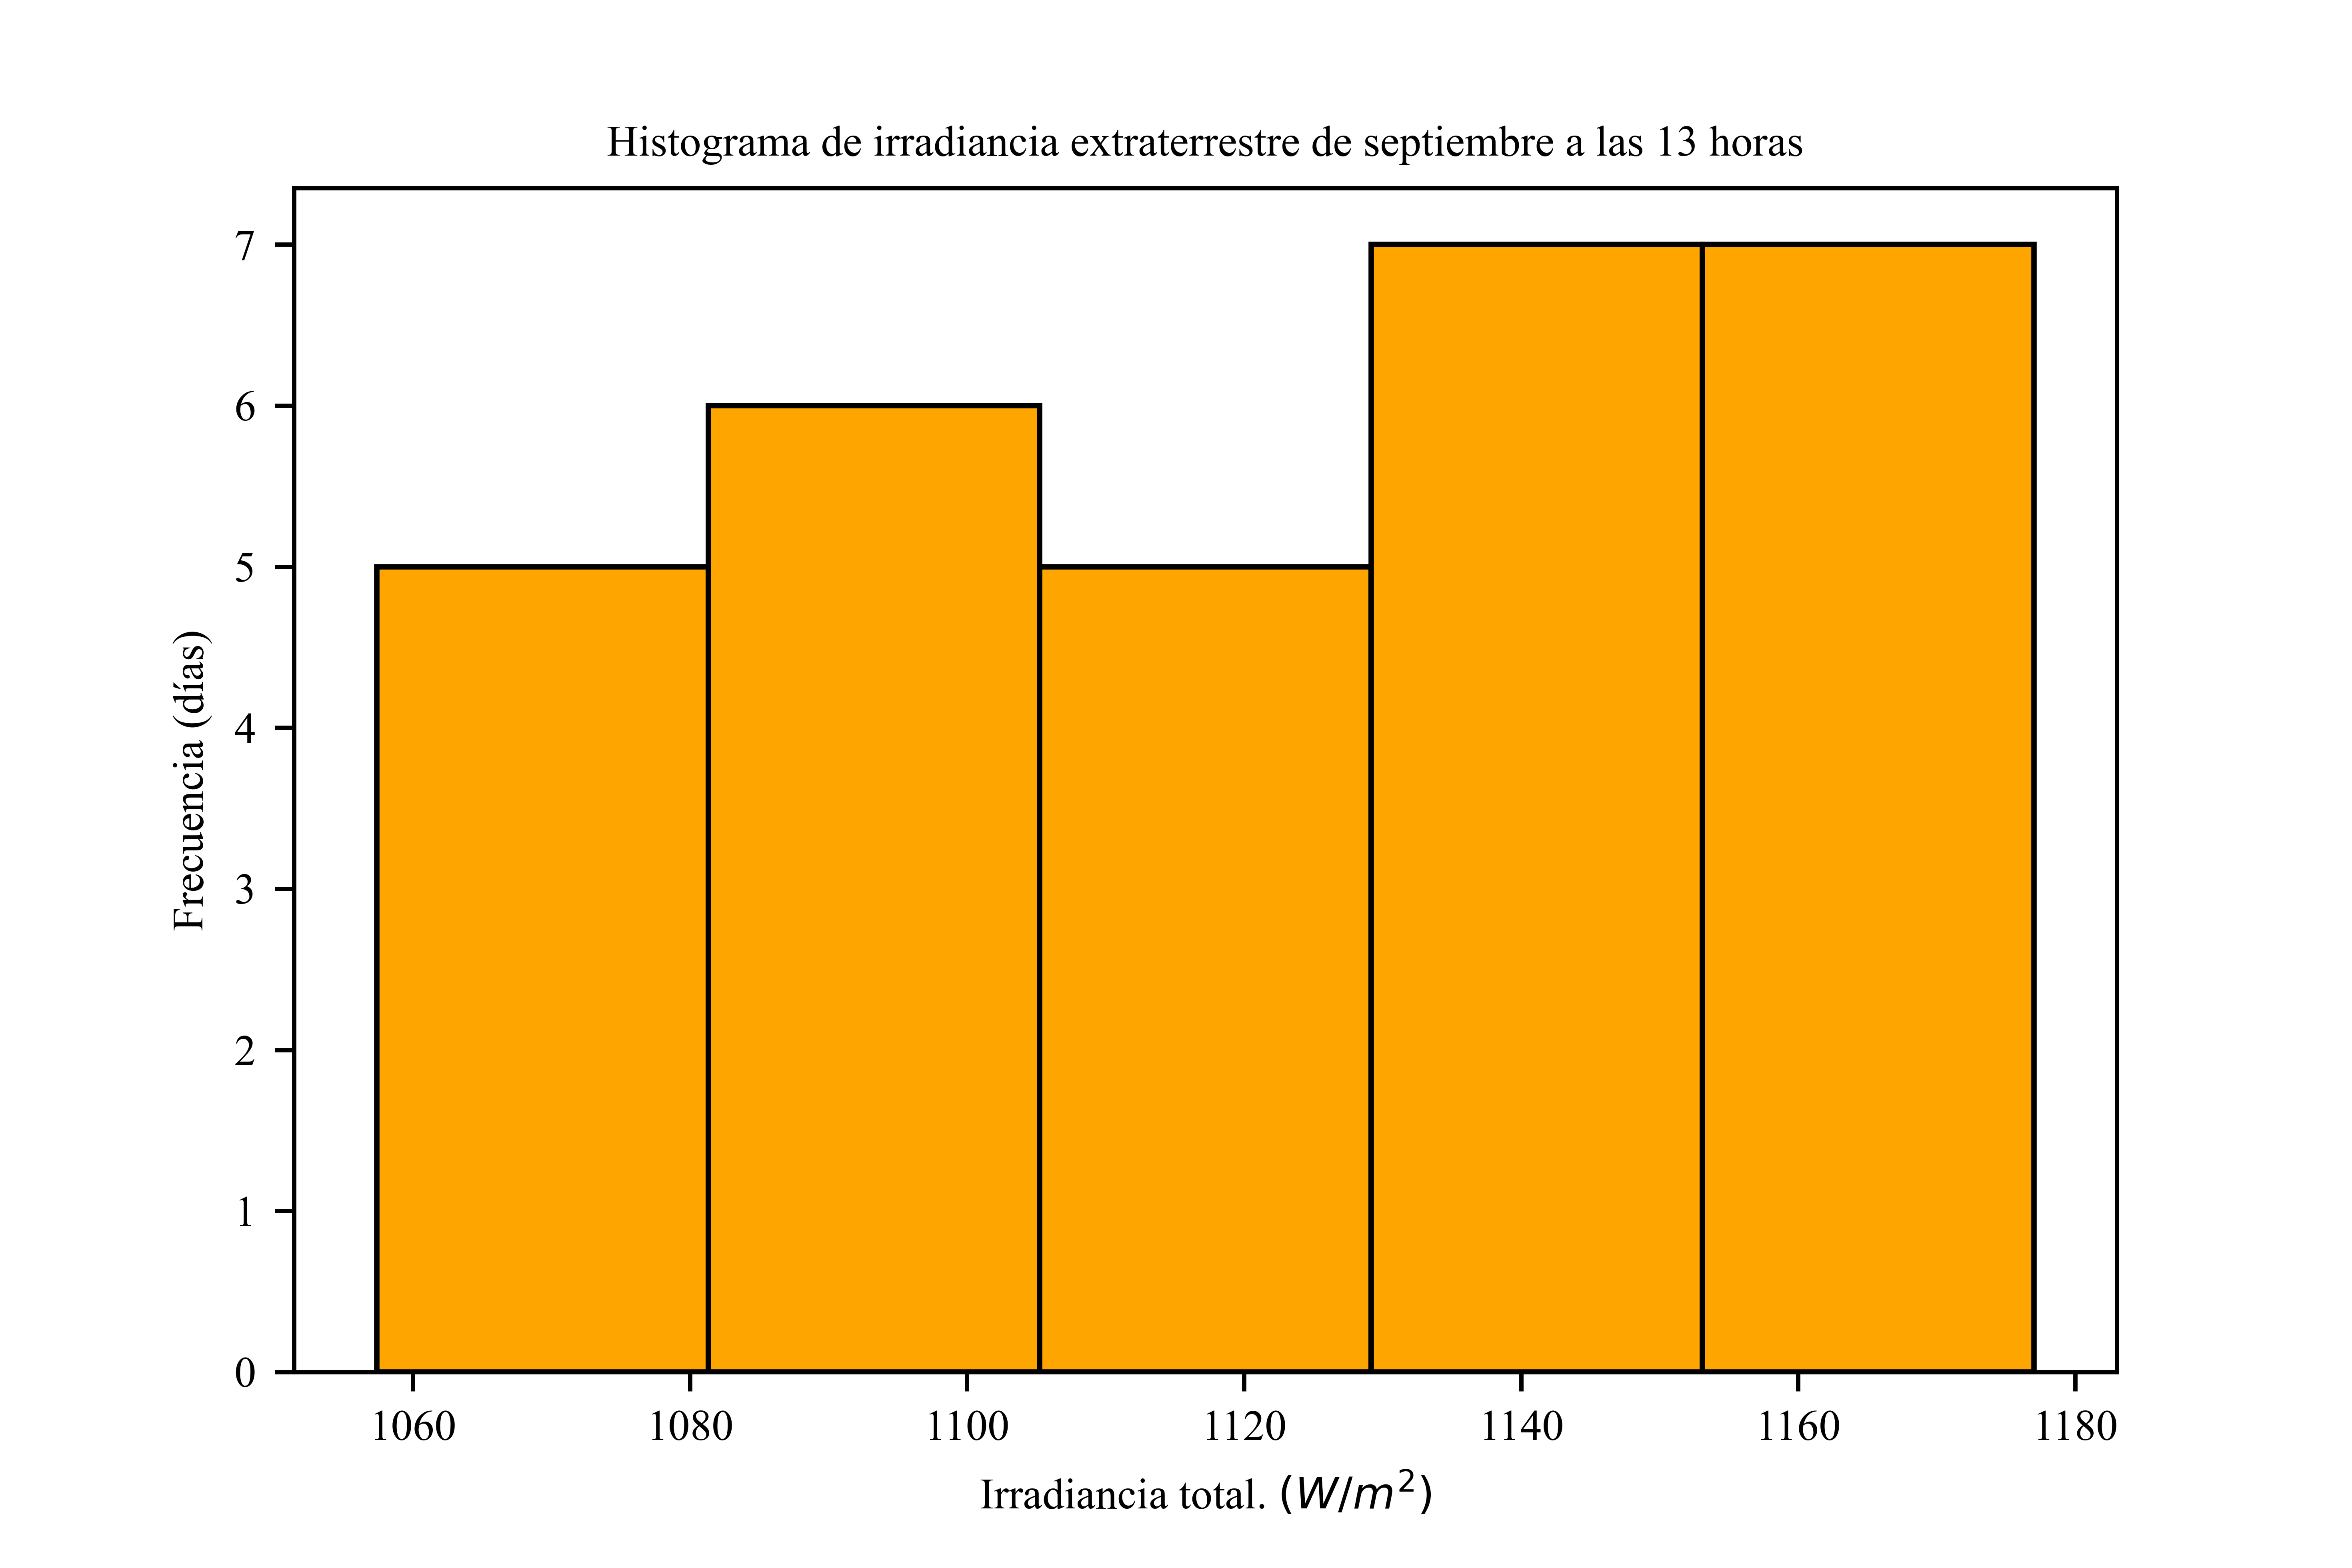 Histograma de irradiancia extraterrestre de septiembre a las 13 horas
7
6
5
4
3
2
1
0
Frecuencia (días)
1060 1080 1100 1120 1140 1160 1180
Irradiancia total. (W/m²)